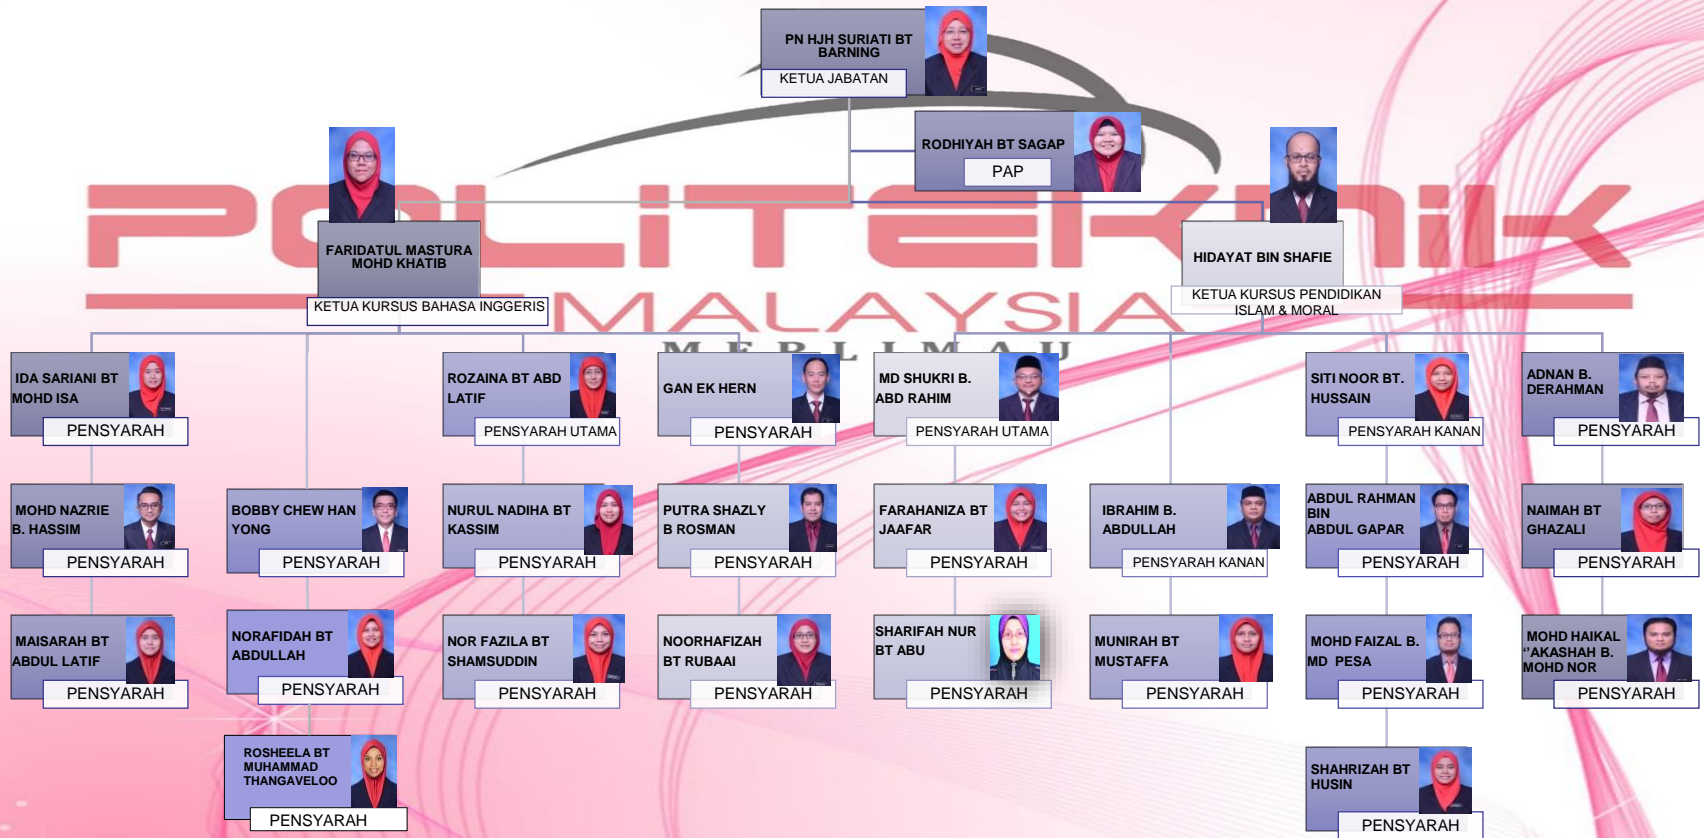 PN HJH SURIATI BT
BARNING
KETUA JABATAN
RODHIYAH BT SAGAP
PAP
POLiTEKniK
MALAYSIA
MERLIMAU
FARIDATUL MASTURA
MOHD KHATIB
KETUA KURSUS BAHASA INGGERIS
HIDAYAT BIN SHAFIE
KETUA KURSUS PENDIDIKAN
ISLAM & MORAL
IDA SARIANI BT
MOHD ISA
PENSYARAH
ROZAINA BT ABD
LATIF
PENSYARAH UTAMA
GAN EK HERN
PENSYARAH
MD SHUKRI B.
ABD RAHIM
PENSYARAH UTAMA
SITI NOOR BT.
HUSSAIN
PENSYARAH KANAN
ADNAN B.
DERAHMAN
PENSYARAH
MOHD NAZRIE
B. HASSIM
PENSYARAH
BOBBY CHEW HAN
YONG
PENSYARAH
NURUL NADIHA BT
KASSIM
PENSYARAH
PUTRA SHAZLY
B ROSMAN
PENSYARAH
FARAHANIZA BT
JAAFAR
PENSYARAH
IBRAHIM B.
ABDULLAH
PENSYARAH KANAN
ABDUL RAHMAN
BIN
ABDUL GAPAR
PENSYARAH
NAIMAH BT
GHAZALI
PENSYARAH
MAISARAH BT
ABDUL LATIF
PENSYARAH
NORAFIDAH BT
ABDULLAH
PENSYARAH
NOR FAZILA BT
SHAMSUDDIN
PENSYARAH
NOORHAFIZAH
BT RUBAAI
PENSYARAH
SHARIFAH NUR
BT ABU
PENSYARAH
MUNIRAH BT
MUSTAFFA
PENSYARAH
MOHD FAIZAL B.
MD PESA
PENSYARAH
MOHD HAIKAL
‘’AKASHAH B.
MOHD NOR
PENSYARAH
ROSHEELA BT
MUHAMMAD
THANGAVELOO
PENSYARAH
SHAHRIZAH BT
HUSIN
PENSYARAH